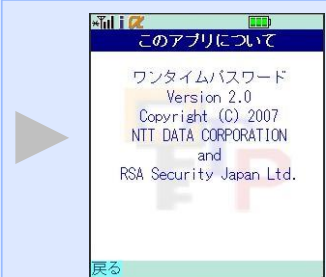 このアプリについて
ワンタイムパスワード
Version 2.0
Copyright (C) 2007
NTT DATA CORPORATION
and
RSA Security Japan Ltd.
戻る